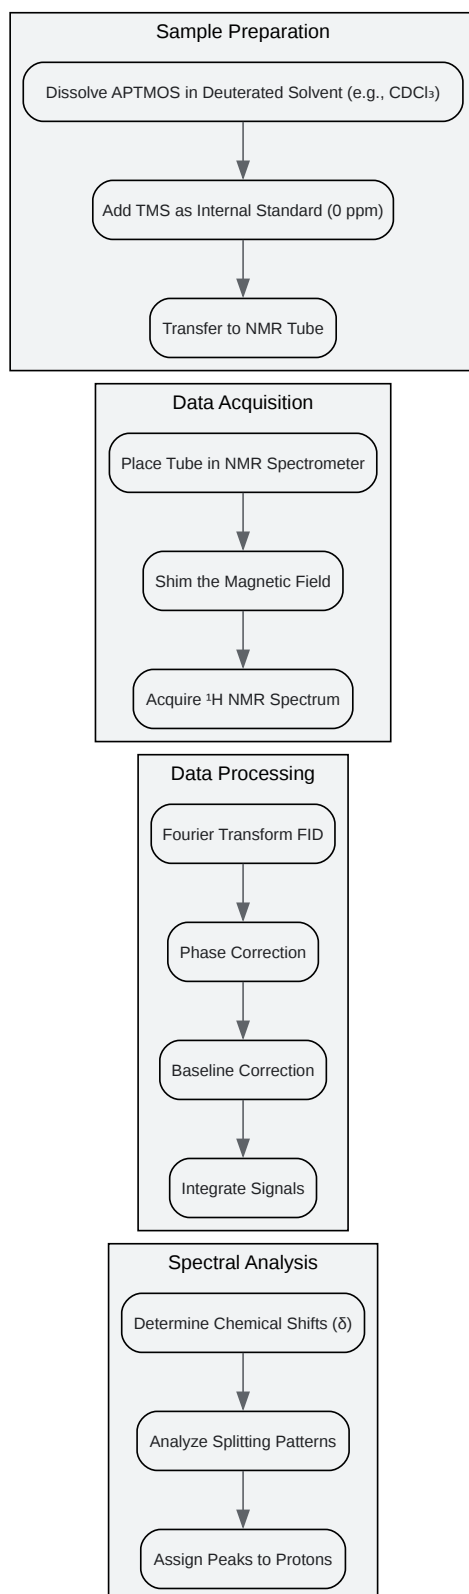 Sample Preparation
Dissolve APTMOS in Deuterated Solvent (e.g., CDCl₃)
Add TMS as Internal Standard (0 ppm)
Transfer to NMR Tube
Data Acquisition
Place Tube in NMR Spectrometer
Shim the Magnetic Field
Acquire ¹H NMR Spectrum
Data Processing
Fourier Transform FID
Phase Correction
Baseline Correction
Integrate Signals
Spectral Analysis
Determine Chemical Shifts (δ)
Analyze Splitting Patterns
Assign Peaks to Protons